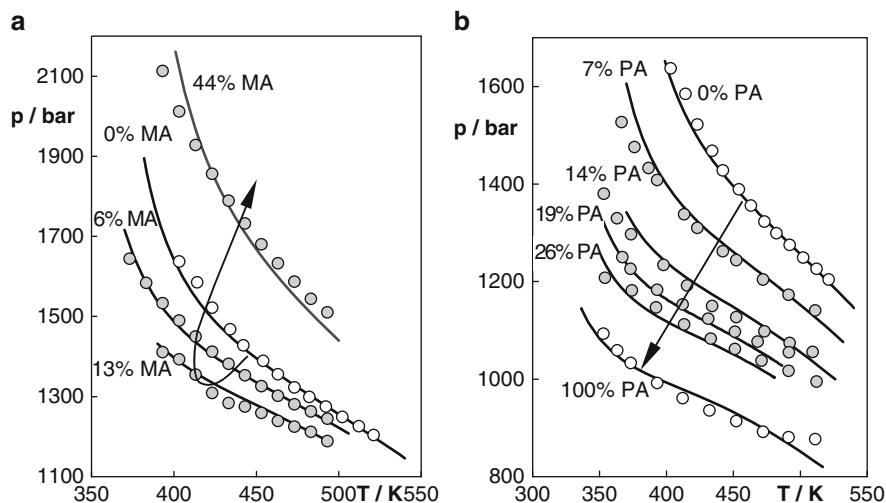 a
2100
1900
1700
1500
1300
1100
p / bar
44% MA
0% MA
6% MA
13% MA
350
400
450
500
550
T / K
b
1600
1400
1200
1000
800
p / bar
7% PA
0% PA
14% PA
19% PA
26% PA
100% PA
300
350
400
450
500
550
T / K